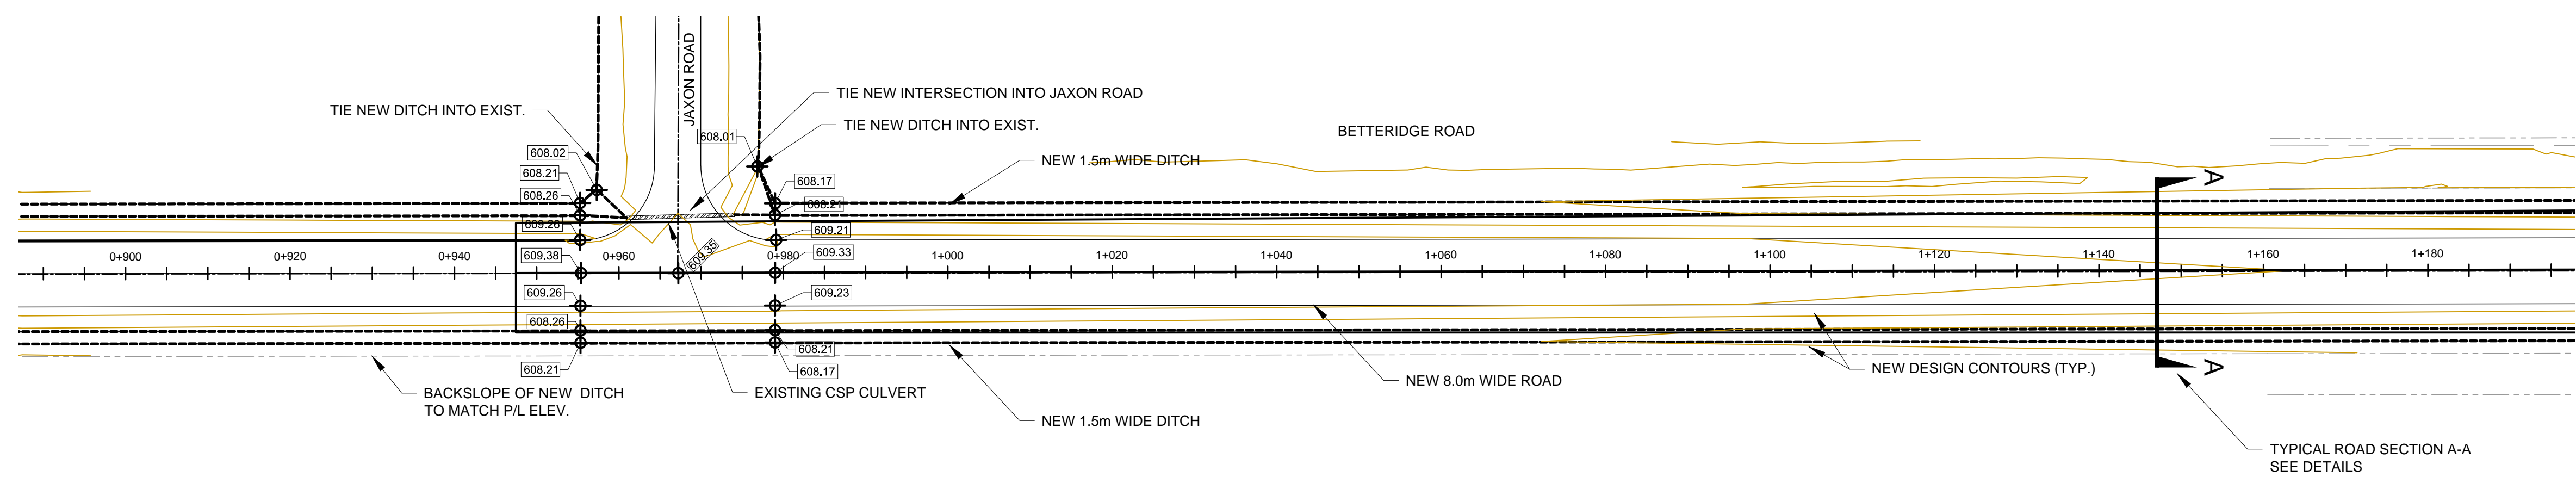 JAXON ROAD
TIE NEW INTERSECTION INTO JAXON ROAD
TIE NEW DITCH INTO EXIST.
TIE NEW DITCH INTO EXIST.
BETTERIDGE ROAD
608.01
608.02
NEW 1.5m WIDE DITCH
608.21
608.17
A
608.26
608.21
609.26
609.21
0+900
0+920
0+940
609.38
0+960
609.35
0+980
609.33
1+000
1+020
1+040
1+060
1+080
1+100
1+120
1+140
1+160
1+180
609.26
609.23
608.26
608.21
608.21
608.17
A
NEW DESIGN CONTOURS (TYP.)
NEW 8.0m WIDE ROAD
BACKSLOPE OF NEW DITCH
TO MATCH P/L ELEV.
EXISTING CSP CULVERT
NEW 1.5m WIDE DITCH
TYPICAL ROAD SECTION A-A
SEE DETAILS